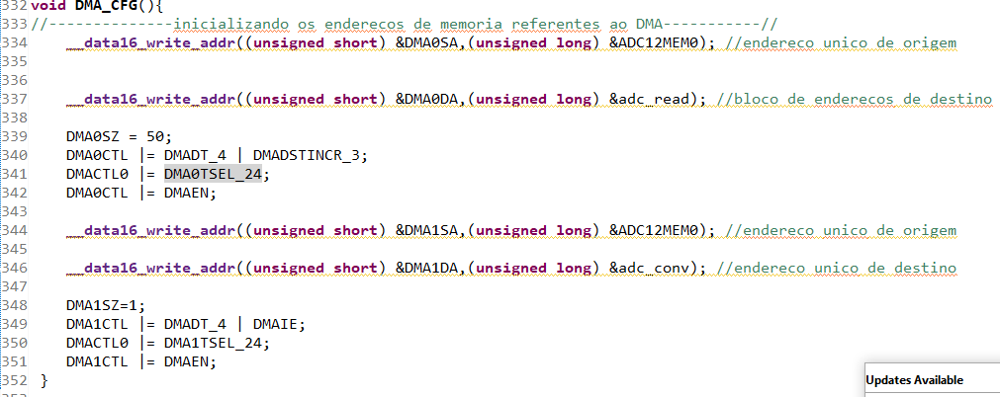 332 void DMA_CFG(){
333 //--------------inicializando os enderecos de memoria referentes ao DMA-----------//
334 __data16_write_addr((unsigned short) &DMA0SA,(unsigned long) &ADC12MEM0); //endereco unico de origem
335
336
337 __data16_write_addr((unsigned short) &DMA0DA,(unsigned long) &adc_read); //bloco de enderecos de destino
338
339 DMA0SZ = 50;
340 DMA0CTL |= DMADT_4 | DMADSTINCR_3;
341 DMACTL0 |= DMA0TSEL_24;
342 DMA0CTL |= DMAEN;
343
344 __data16_write_addr((unsigned short) &DMA1SA,(unsigned long) &ADC12MEM0); //endereco unico de origem
345
346 __data16_write_addr((unsigned short) &DMA1DA,(unsigned long) &adc_conv); //endereco unico de destino
347
348 DMA1SZ=1;
349 DMA1CTL |= DMADT_4 | DMAIE;
350 DMACTL0 |= DMA1TSEL_24;
351 DMA1CTL |= DMAEN;
352 }
353
Updates Available